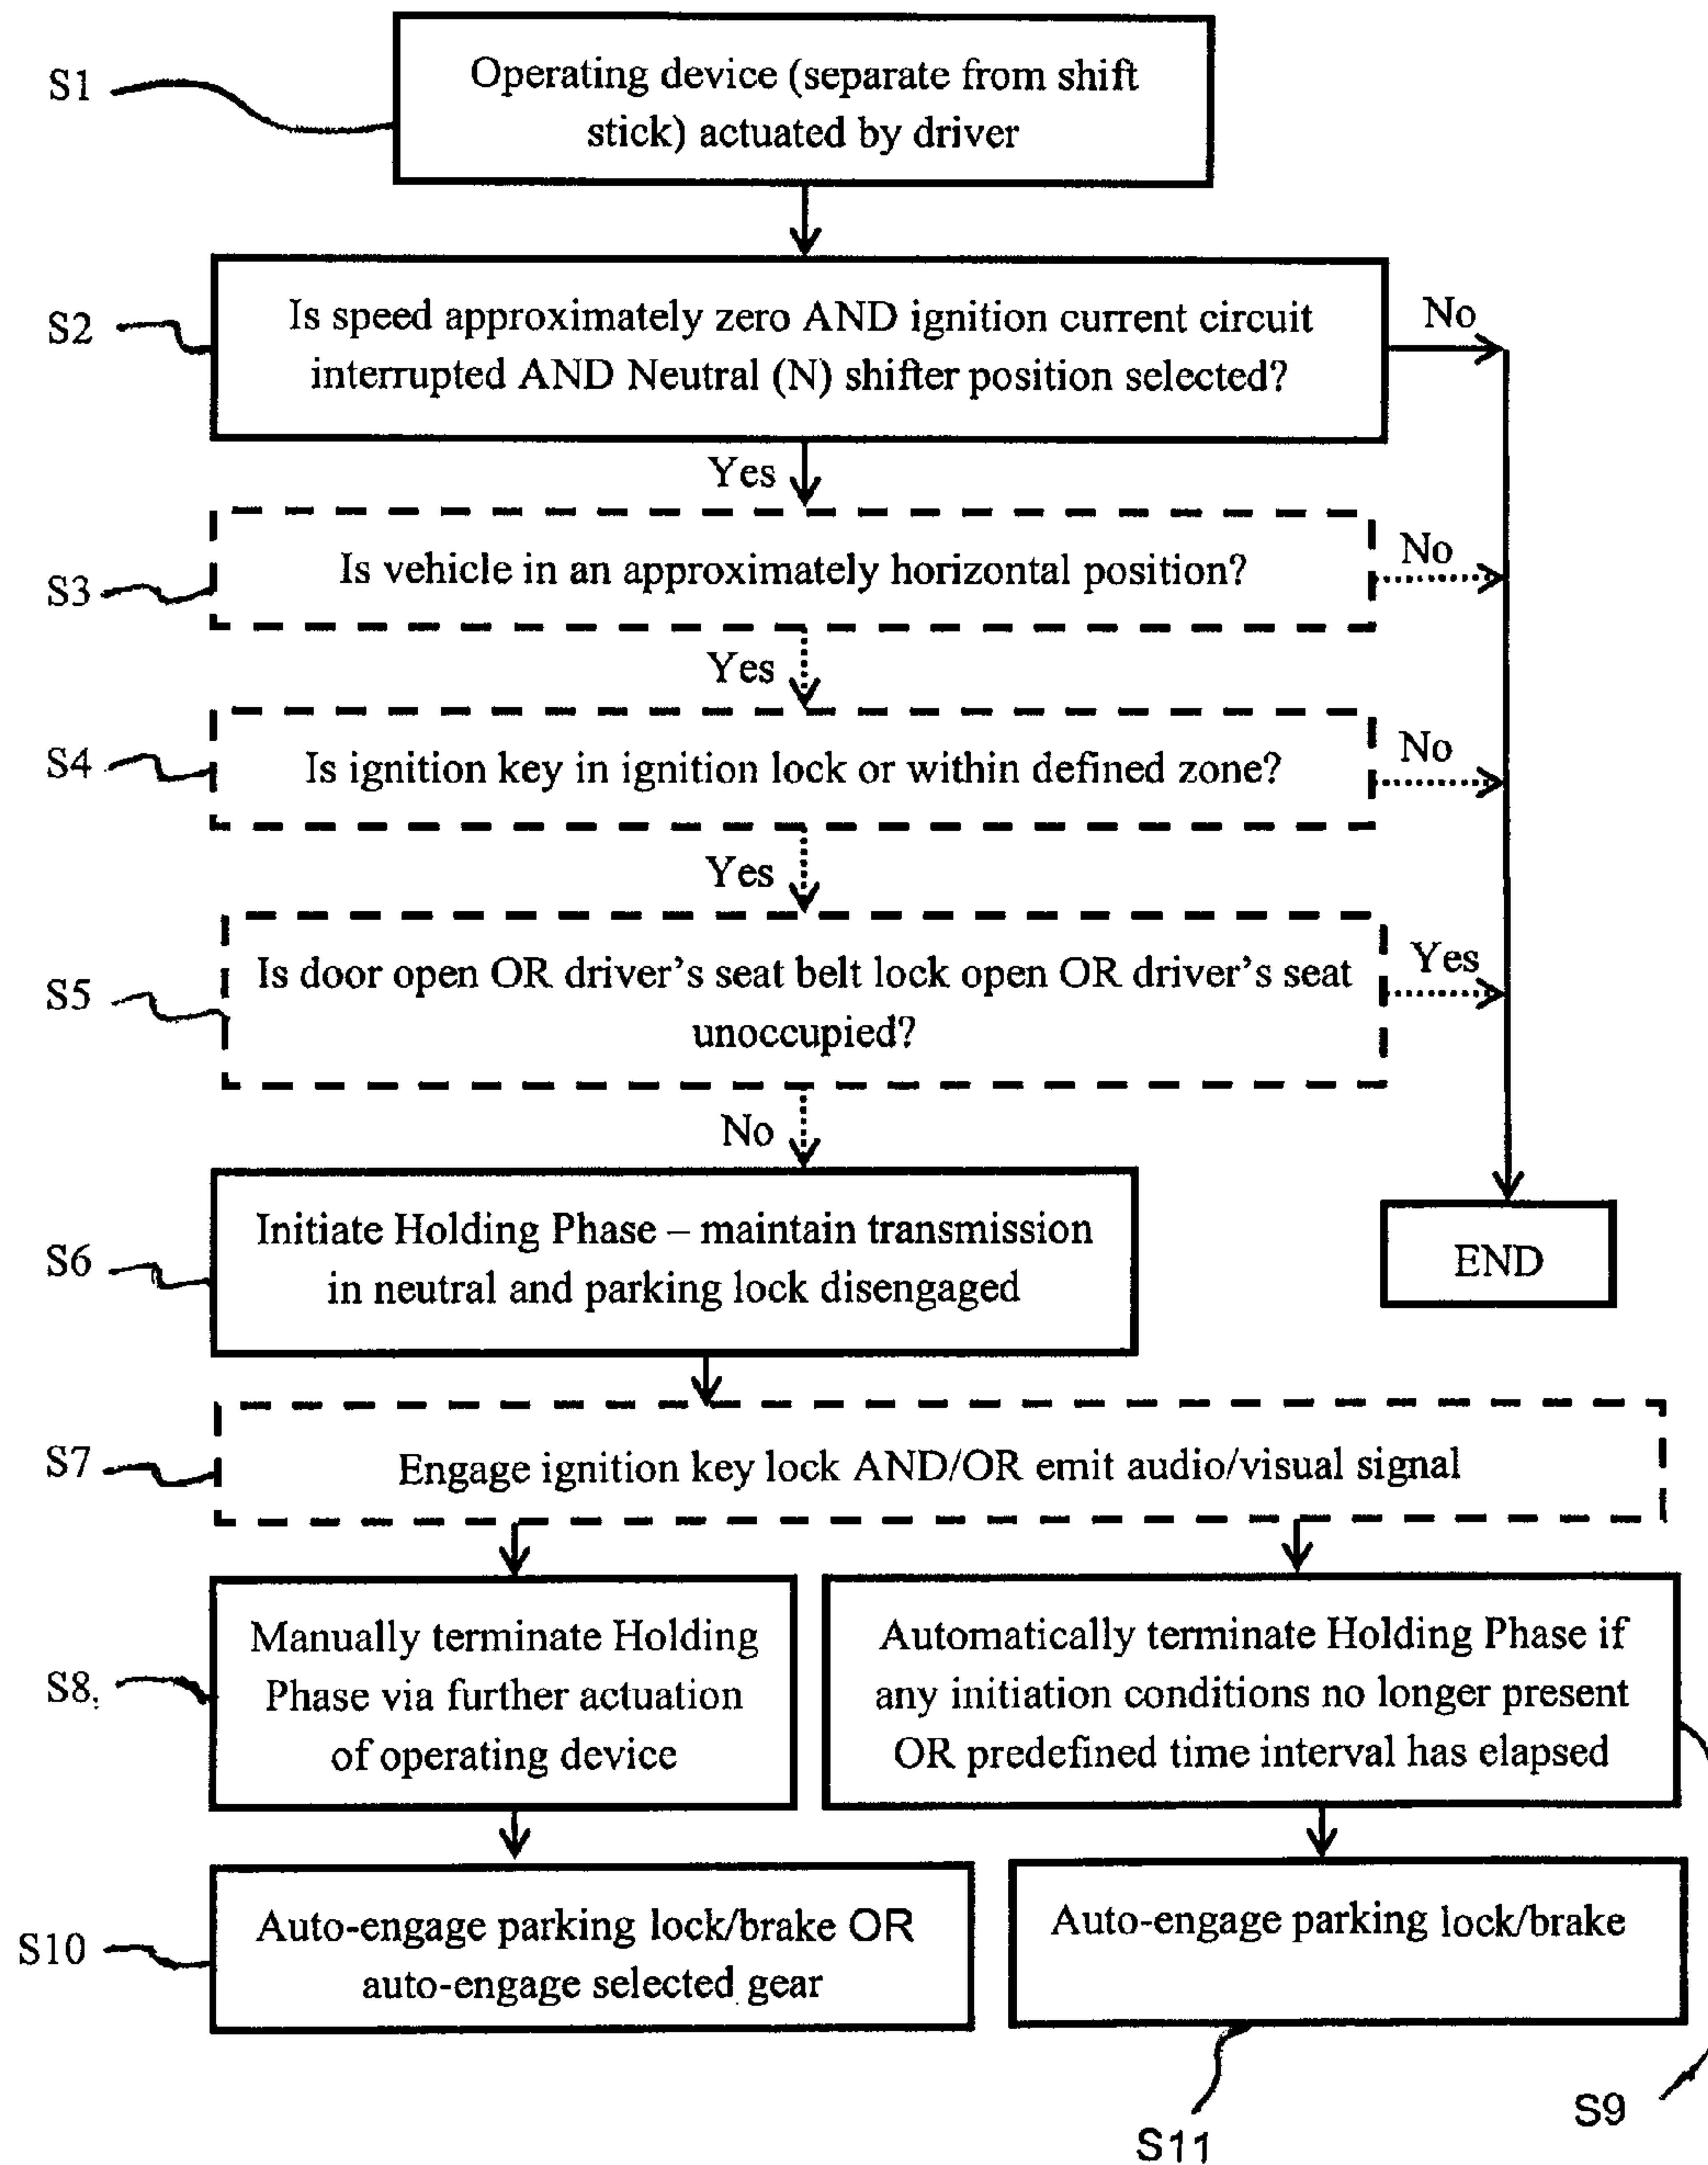 S1
Operating device (separate from shift
stick) actuated by driver
S2
Is speed approximately zero AND ignition current circuit
interrupted AND Neutral (N) shifter position selected?
No
Yes
S3
Is vehicle in an approximately horizontal position?
No
Yes
S4
Is ignition key in ignition lock or within defined zone?
No
Yes
S5
Is door open OR driver's seat belt lock open OR driver's seat
unoccupied?
Yes
No
S6
Initiate Holding Phase – maintain transmission
in neutral and parking lock disengaged
END
S7
Engage ignition key lock AND/OR emit audio/visual signal
S8
Manually terminate Holding
Phase via further actuation
of operating device
Automatically terminate Holding Phase if
any initiation conditions no longer present
OR predefined time interval has elapsed
S10
Auto-engage parking lock/brake OR
auto-engage selected gear
Auto-engage parking lock/brake
S9
S11